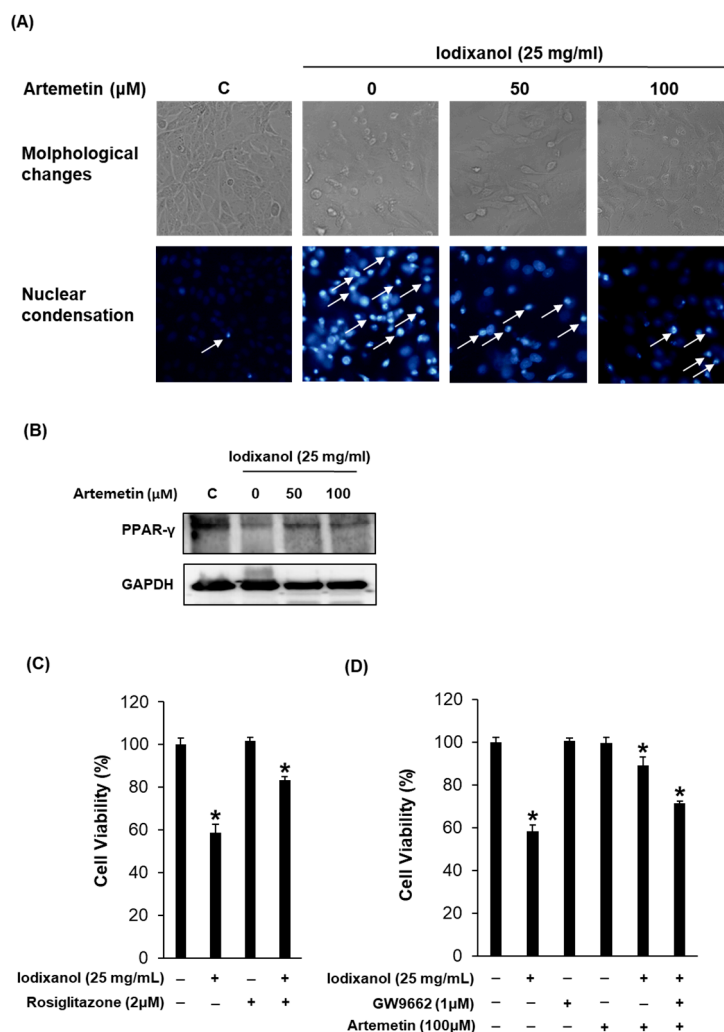 (A)
Iodixanol (25 mg/ml)
Artemetin (μM) C 0 50 100
Molphological
changes
Nuclear
condensation
(B)
Iodixanol (25 mg/ml)
Artemetin (μM) C 0 50 100
PPAR-γ
GAPDH
(C)
120
100
80
60
40
20
0
Cell Viability (%)
*
*
Iodixanol (25 mg/mL) – + – +
Rosiglitazone (2μM) – – + +
(D)
120
100
80
60
40
20
0
Cell Viability (%)
*
*
*
Iodixanol (25 mg/mL) – + – – + +
GW9662 (1μM) – – + – – +
Artemetin (100μM) – – – + + +